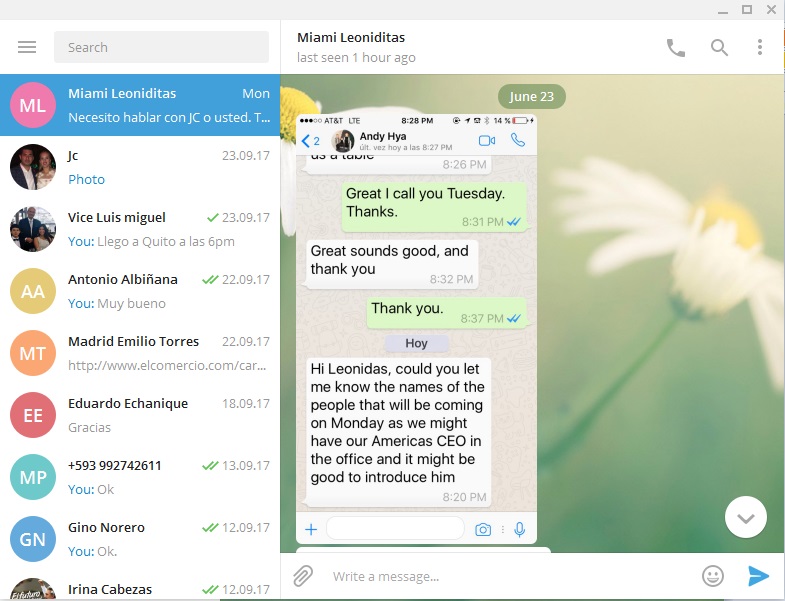 Search
Miami Leoniditas
Mon
Necesito hablar con JC o usted. T...
Jc
23.09.17
Photo
Vice Luis miguel
23.09.17
You: Llego a Quito a las 6pm
AA
Antonio Albiñana
22.09.17
You: Muy bueno
MT
Madrid Emilio Torres
22.09.17
http://www.elcomercio.com/car...
EE
Eduardo Echanique
18.09.17
Gracias
MP
+593 992742611
13.09.17
You: Ok
GN
Gino Norero
12.09.17
You: Ok.
Irina Cabezas
12.09.17
ML
Miami Leoniditas
last seen 1 hour ago
June 23
AT&T LTE
8:28 PM
14 %
2
Andy Hya
últ. vez hoy a las 8:27 PM
us a table
8:26 PM
Great I call you Tuesday.
Thanks.
8:31 PM
Great sounds good, and
thank you
8:32 PM
Thank you.
8:37 PM
Hoy
Hi Leonidas, could you let
me know the names of the
people that will be coming
on Monday as we might
have our Americas CEO in
the office and it might be
good to introduce him
8:20 PM
Write a message...